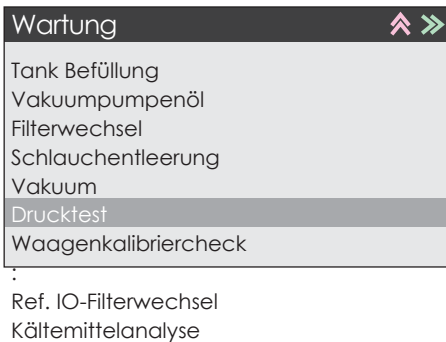 Wartung
Tank Befüllung
Vakuumpumpenöl
Filterwechsel
Schlauchentleerung
Vakuum
Drucktest
Waagenkalibriercheck
:
Ref. IO-Filterwechsel
Kältemittelanalyse